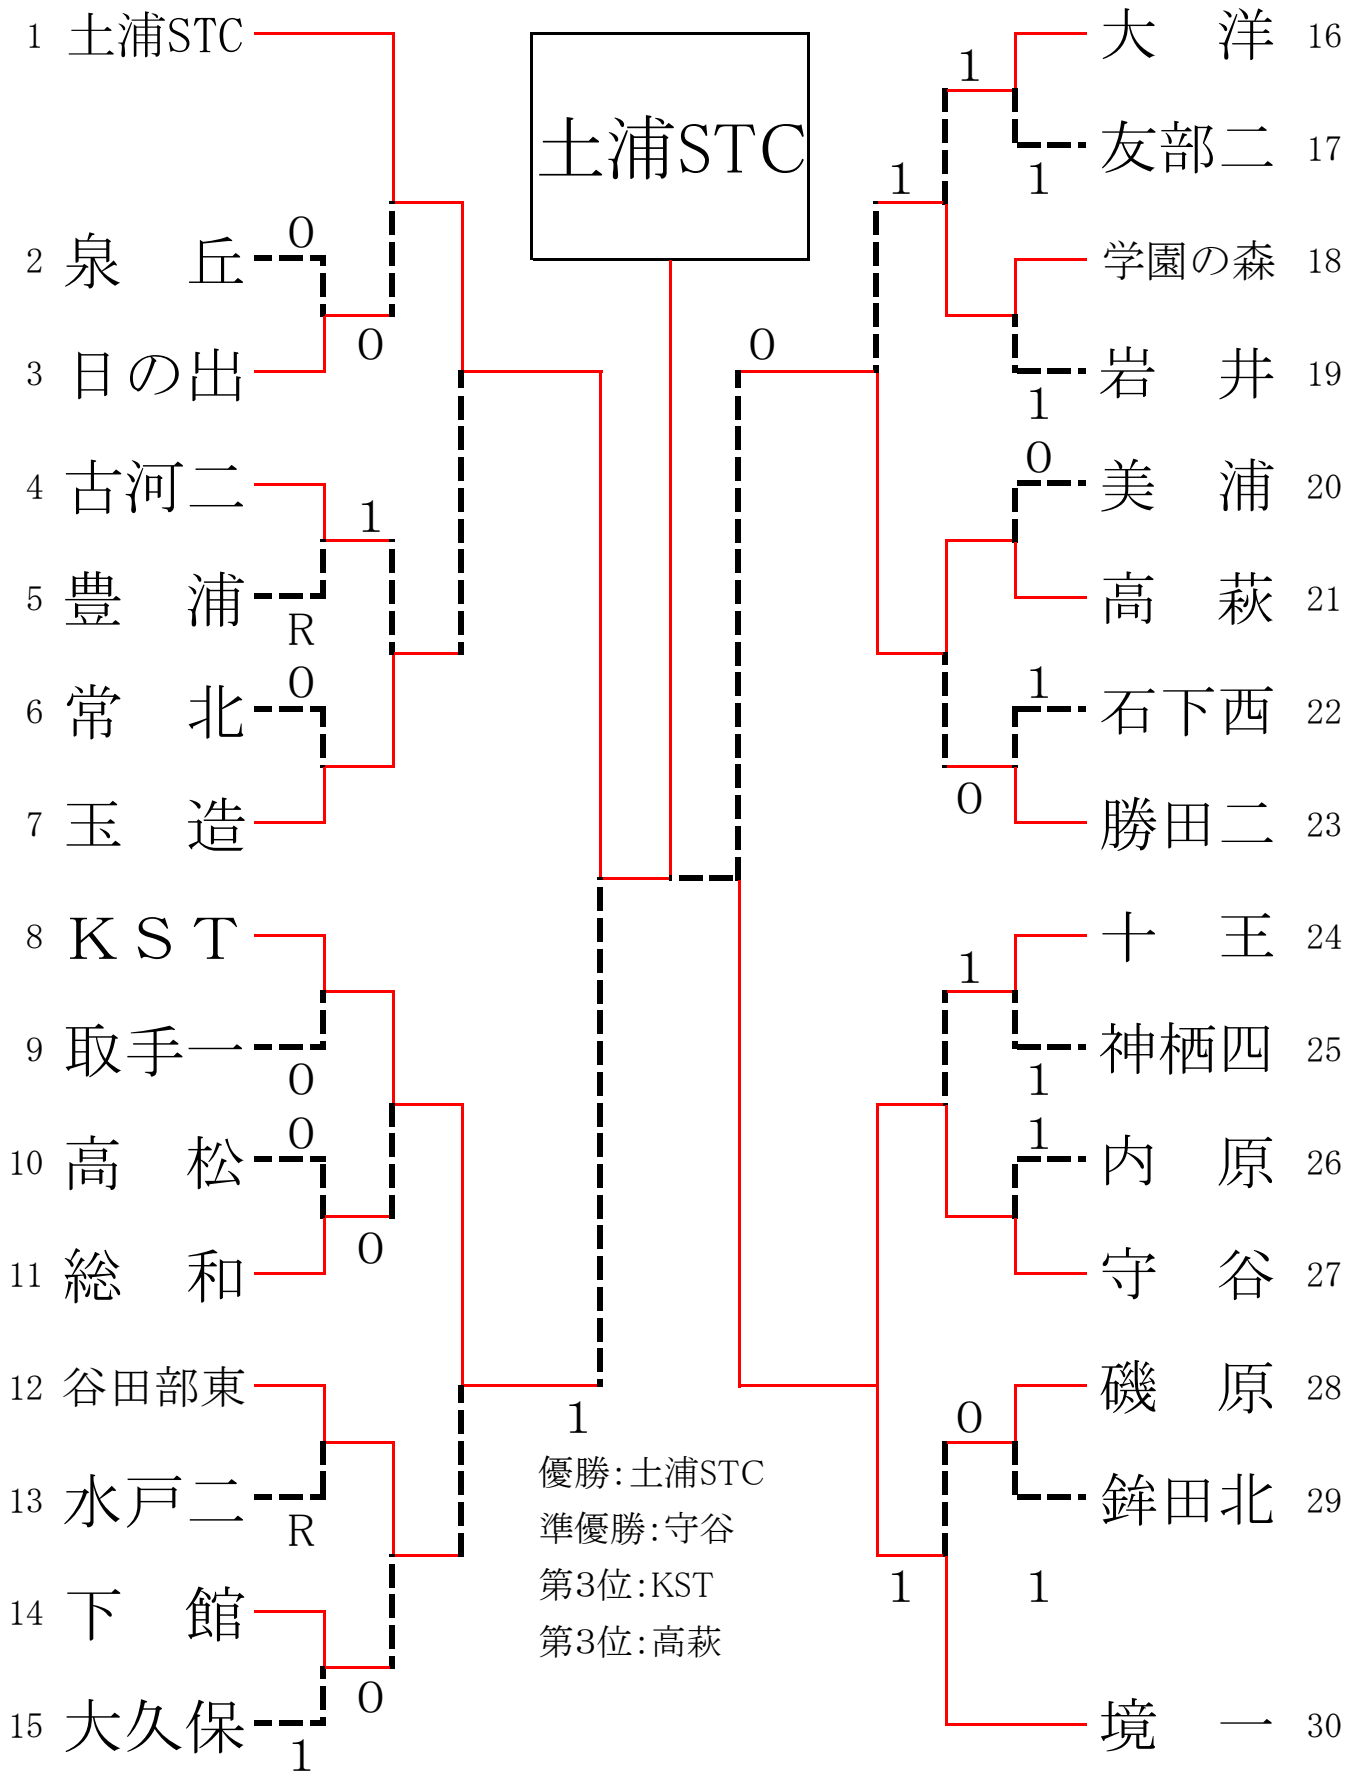 土浦STC
1 土浦STC
0
2 泉 丘
0
3 日の出
4 古河二
1
5 豊 浦
R
0
6 常 北
7 玉 造
8 KST
9 取手一
0
0
10 高 松
0
11 総 和
12 谷田部東
13 水戸二
R
14 下 館
0
15 大久保
1
1
0
大 洋 16
1
友部二 17
1
1
学園の森 18
岩 井 19
1
0
美 浦 20
高 萩 21
1
石下西 22
0
勝田二 23
十 王 24
1
神栖四 25
1
1
内 原 26
守 谷 27
磯 原 28
0
鉾田北 29
1
1
境 一 30
優勝:土浦STC
準優勝:守谷
第3位:KST
第3位:高萩